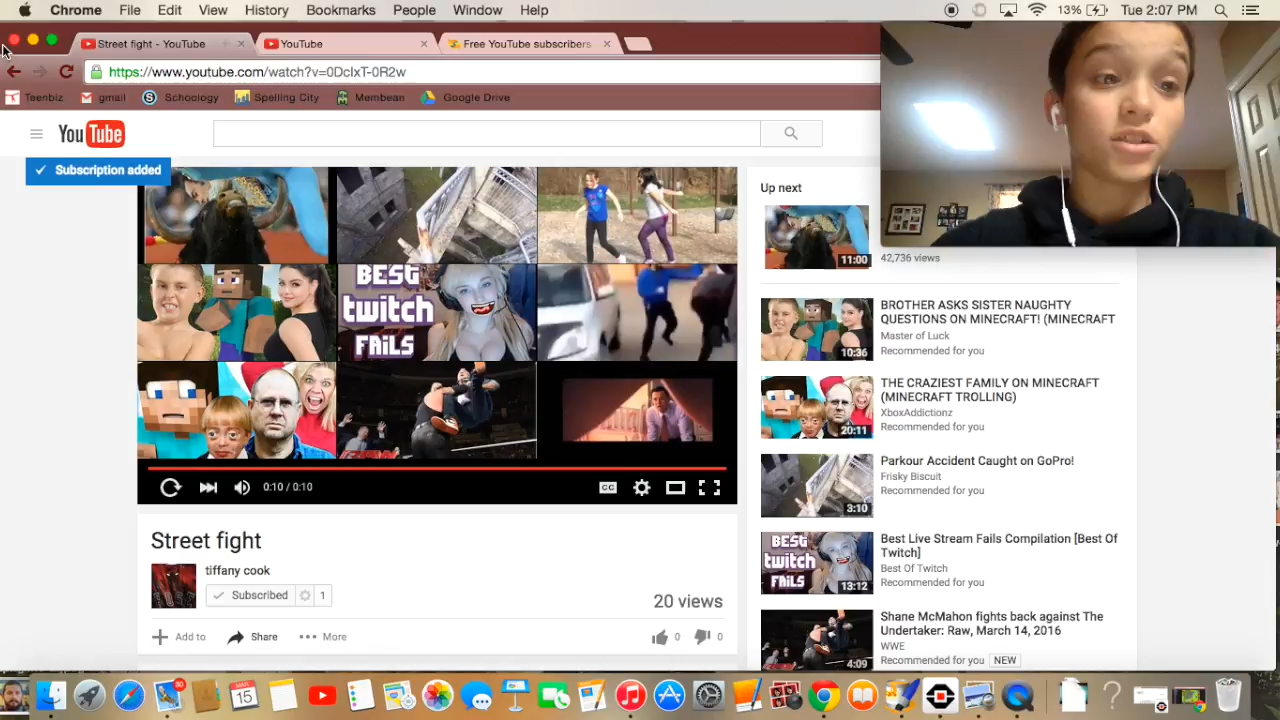 Chrome File Edit View History Bookmarks People Window Help 13% Tue 2:07 PM
Street fight - YouTube YouTube Free YouTube subscribers
https://www.youtube.com/watch?v=0DcIxT-0R2w
Teenbiz gmail Schoology Spelling City Membean Google Drive
YouTube
Subscription added
BEST
twitch
FAILS
0:10 / 0:10
CC
Street fight
tiffany cook
Subscribed 1
20 views
Add to Share More 0 0
Up next
11:00
42,736 views
10:36
BROTHER ASKS SISTER NAUGHTY
QUESTIONS ON MINECRAFT! (MINECRAFT
Master of Luck
Recommended for you
20:11
THE CRAZIEST FAMILY ON MINECRAFT
(MINECRAFT TROLLING)
XboxAddictionz
Recommended for you
3:10
Parkour Accident Caught on GoPro!
Frisky Biscuit
Recommended for you
BEST
twitch
FAILS
13:12
Best Live Stream Fails Compilation [Best Of
Twitch]
Best Of Twitch
Recommended for you
4:09
Shane McMahon fights back against The
Undertaker: Raw, March 14, 2016
WWE
Recommended for you NEW
30
MAR
15